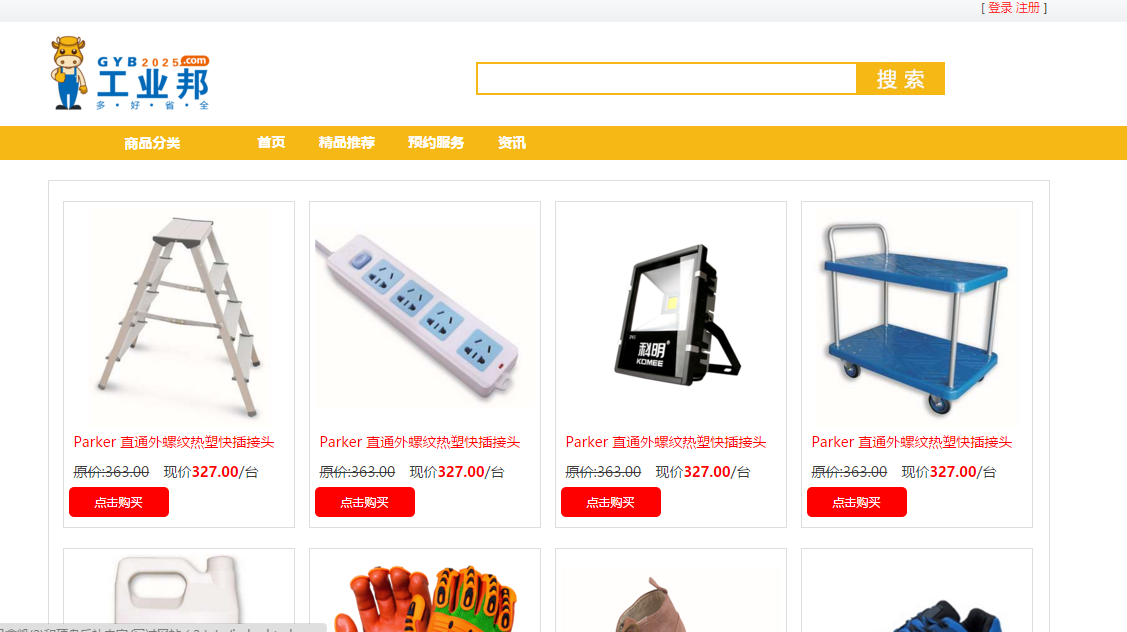 [ 登录 注册 ]
GYB2025.com
工业邦
多·好·省·全
搜 索
商品分类 首页 精品推荐 预约服务 资讯
科明
KOMEE
Parker 直通外螺纹热塑快插接头 Parker 直通外螺纹热塑快插接头 Parker 直通外螺纹热塑快插接头 Parker 直通外螺纹热塑快插接头
原价:363.00 现价327.00/台 原价:363.00 现价327.00/台 原价:363.00 现价327.00/台 原价:363.00 现价327.00/台
点击购买 点击购买 点击购买 点击购买